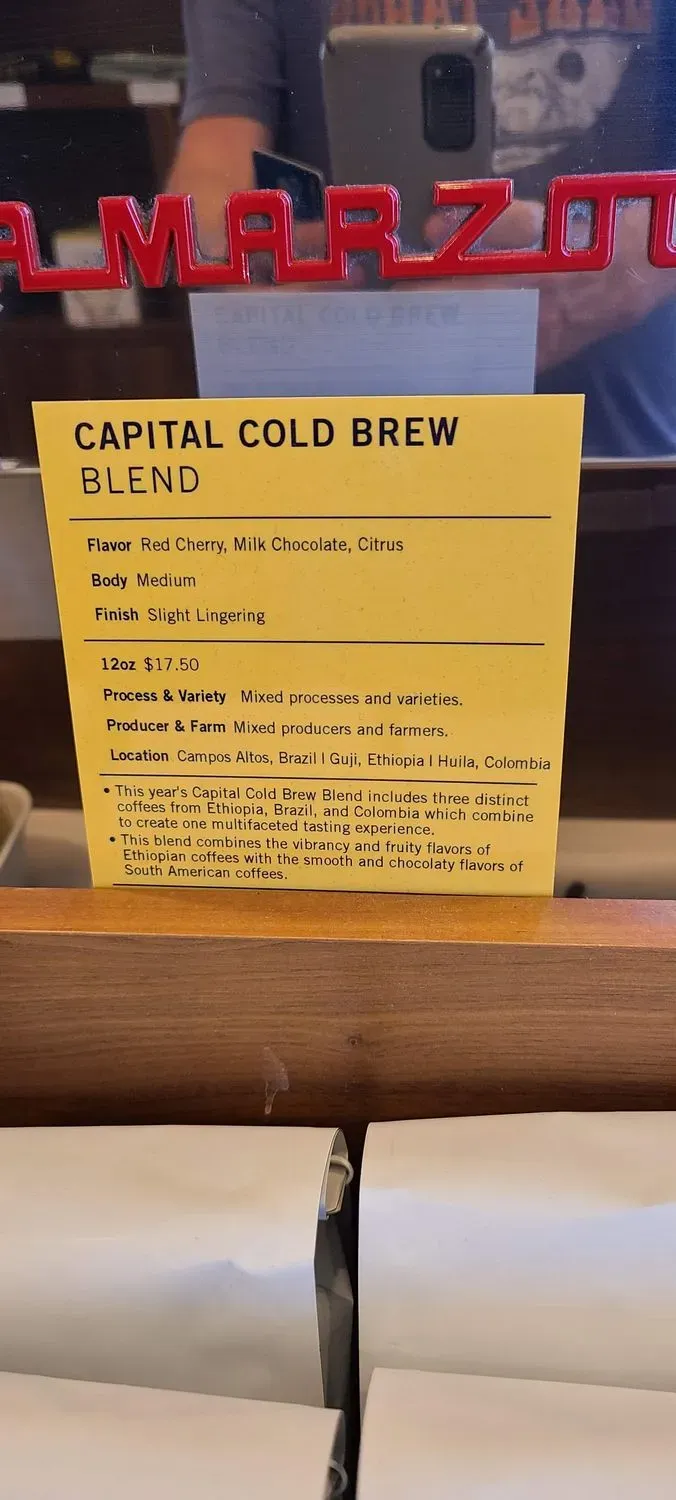 A MARZO
CAPITAL COLD BREW
CAPITAL COLD BREW
BLEND
Flavor Red Cherry, Milk Chocolate, Citrus
Body Medium
Finish Slight Lingering
12oz $17.50
Process & Variety Mixed processes and varieties.
Producer & Farm Mixed producers and farmers.
Location Campos Altos, Brazil | Guji, Ethiopia | Huila, Colombia
• This year's Capital Cold Brew Blend includes three distinct
coffees from Ethiopia, Brazil, and Colombia which combine
to create one multifaceted tasting experience.
• This blend combines the vibrancy and fruity flavors of
Ethiopian coffees with the smooth and chocolaty flavors of
South American coffees.